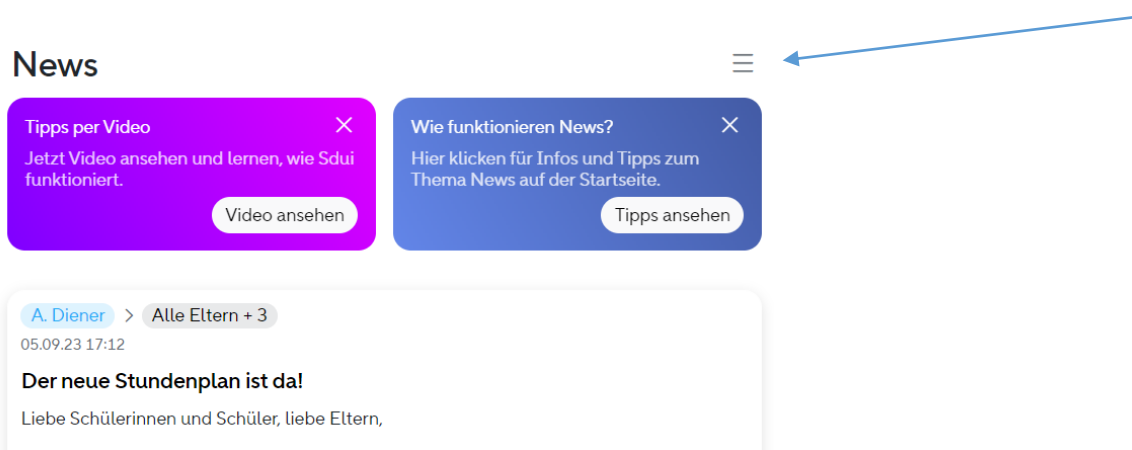 News
Tipps per Video
Jetzt Video ansehen und lernen, wie Sdui
funktioniert.
Video ansehen
Wie funktionieren News?
Hier klicken für Infos und Tipps zum
Thema News auf der Startseite.
Tipps ansehen
A. Diener > Alle Eltern + 3
05.09.23 17:12
Der neue Stundenplan ist da!
Liebe Schülerinnen und Schüler, liebe Eltern,